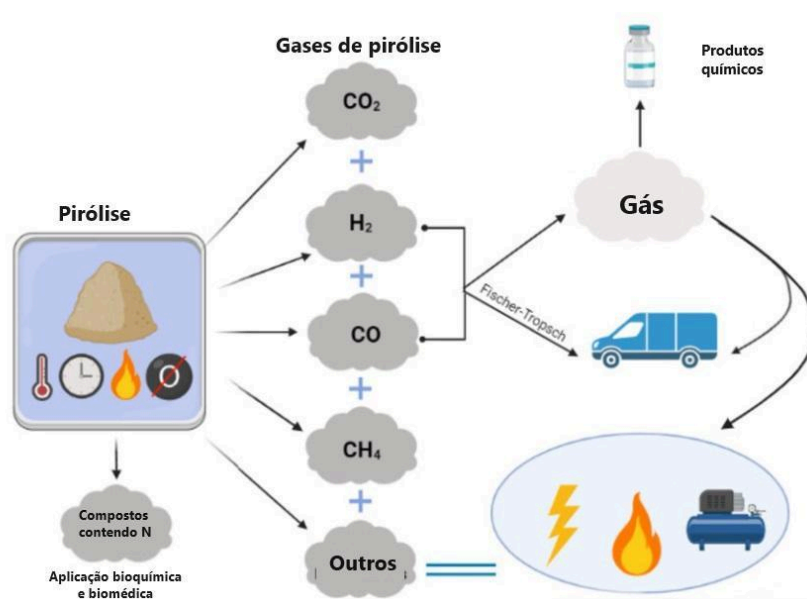 Gases de pirólise
CO₂
Produtos
químicos
Pirólise
H₂
Gás
Fischer-Tropsch
CO
O
CH₄
Compostos
contendo N
Outros
Aplicação bioquímica
e biomédica